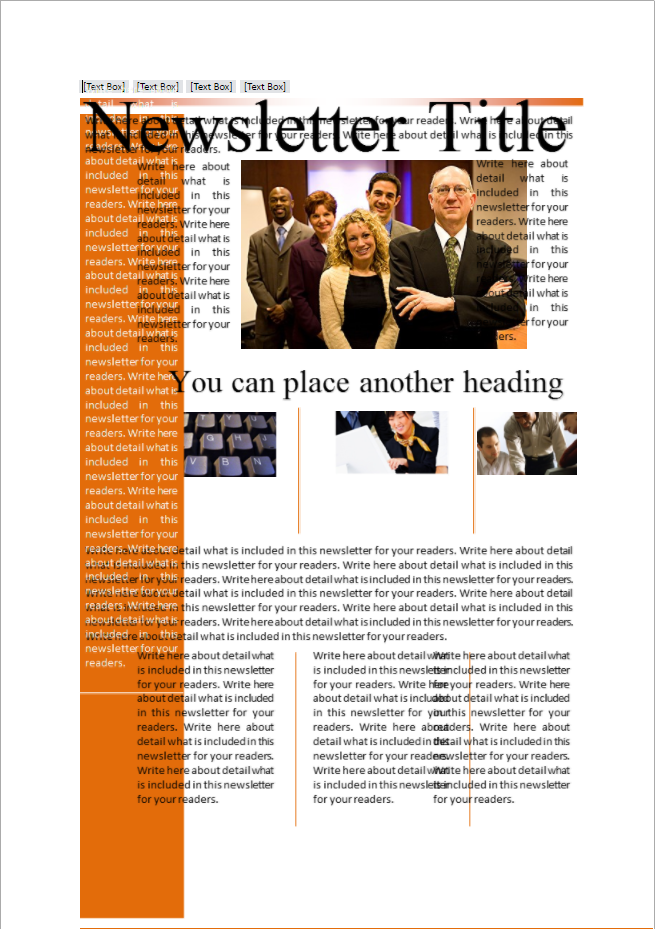 [Text Box] [Text Box] [Text Box] [Text Box]
Newsletter Title
Write here about detail what is included in this newsletter for your readers. Write here about detail
what is included in this newsletter for your readers. Write here about detail what is included in this
newsletter for your readers.
detail what is
readers. Write here
about detail what is
included in this
newsletter for your
readers. Write here
about detail what is
included in this
newsletter for your
readers. Write here
about detail what is
included in this
newsletter for your
readers. Write here
about detail what is
included in this
newsletter for your
readers. Write here
about detail what is
included in this
newsletter for your
readers. Write here
about detail what is
included in this
newsletter for your
readers. Write here
about detail what is
included in this
newsletter for your
readers. Write here
about detail what is
included in this
newsletter for your
readers. Write here
about detail what is
included in this
newsletter for your
readers.
Write here about
detail what is
included in this
newsletter for your
readers. Write here
about detail what is
included in this
newsletter for your
readers. Write here
about detail what is
included in this
newsletter for your
readers.
Write here about
detail what is
included in this
newsletter for your
readers. Write here
about detail what is
included in this
newsletter for your
readers. Write here
about detail what is
included in this
newsletter for your
readers.
You can place another heading
T Y U
G H J
V B N
Write here about detail what is included in this newsletter for your readers. Write here about detail
what is included in this newsletter for your readers. Write here about detail what is included in this
newsletter for your readers. Write here about detail what is included in this newsletter for your readers.
Write here about detail what is included in this newsletter for your readers. Write here about detail
what is included in this newsletter for your readers. Write here about detail what is included in this
newsletter for your readers. Write here about detail what is included in this newsletter for your readers.
Write here about detail what is included in this newsletter for your readers.
Write here about detail what
is included in this newsletter
for your readers. Write here
about detail what is included
in this newsletter for your
readers. Write here about
detail what is included in this
newsletter for your readers.
Write here about detail what
is included in this newsletter
for your readers.
Write here about detail what
is included in this newsletter
for your readers. Write here
about detail what is included
in this newsletter for your
readers. Write here about
detail what is included in this
newsletter for your readers.
Write here about detail what
is included in this newsletter
for your readers.
Write here about detail what
is included in this newsletter
for your readers. Write here
about detail what is included
in this newsletter for your
readers. Write here about
detail what is included in this
newsletter for your readers.
Write here about detail what
is included in this newsletter
for your readers.